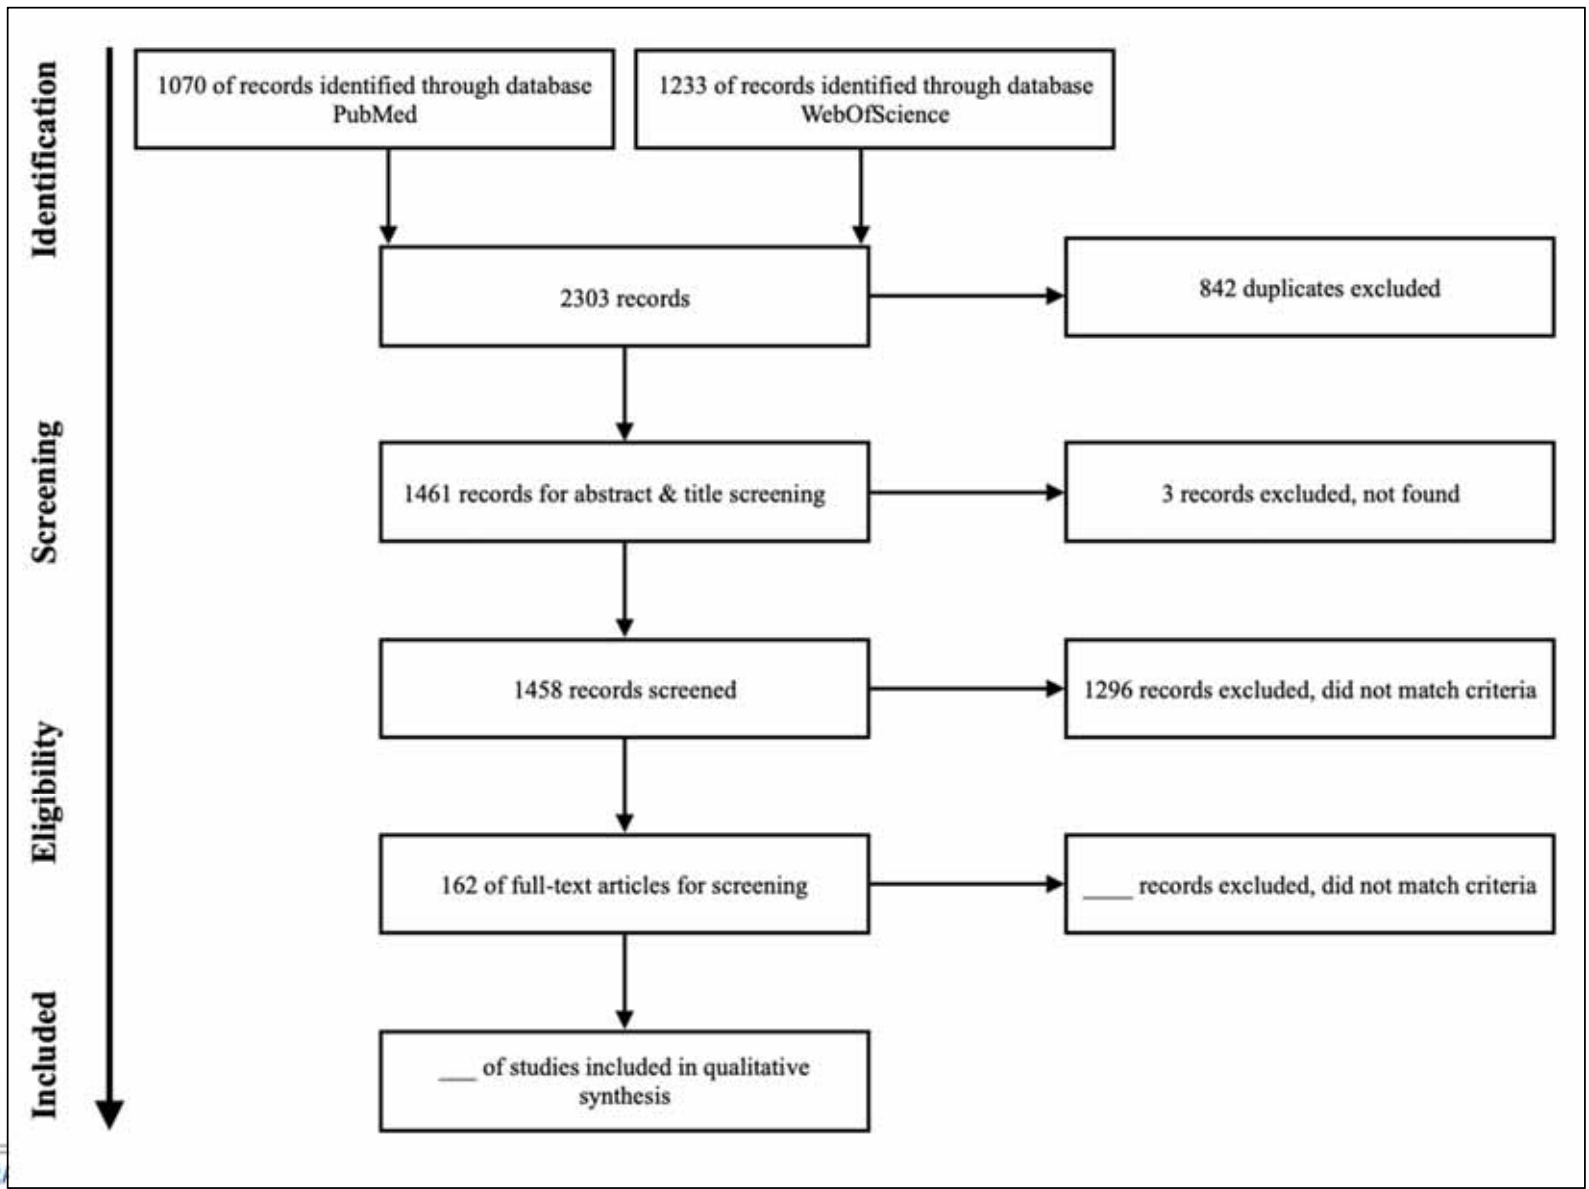 Identification
1070 of records identified through database
PubMed
1233 of records identified through database
WebOfScience
2303 records
842 duplicates excluded
Screening
1461 records for abstract & title screening
3 records excluded, not found
1458 records screened
1296 records excluded, did not match criteria
Eligibility
162 of full-text articles for screening
____ records excluded, did not match criteria
Included
___ of studies included in qualitative
synthesis